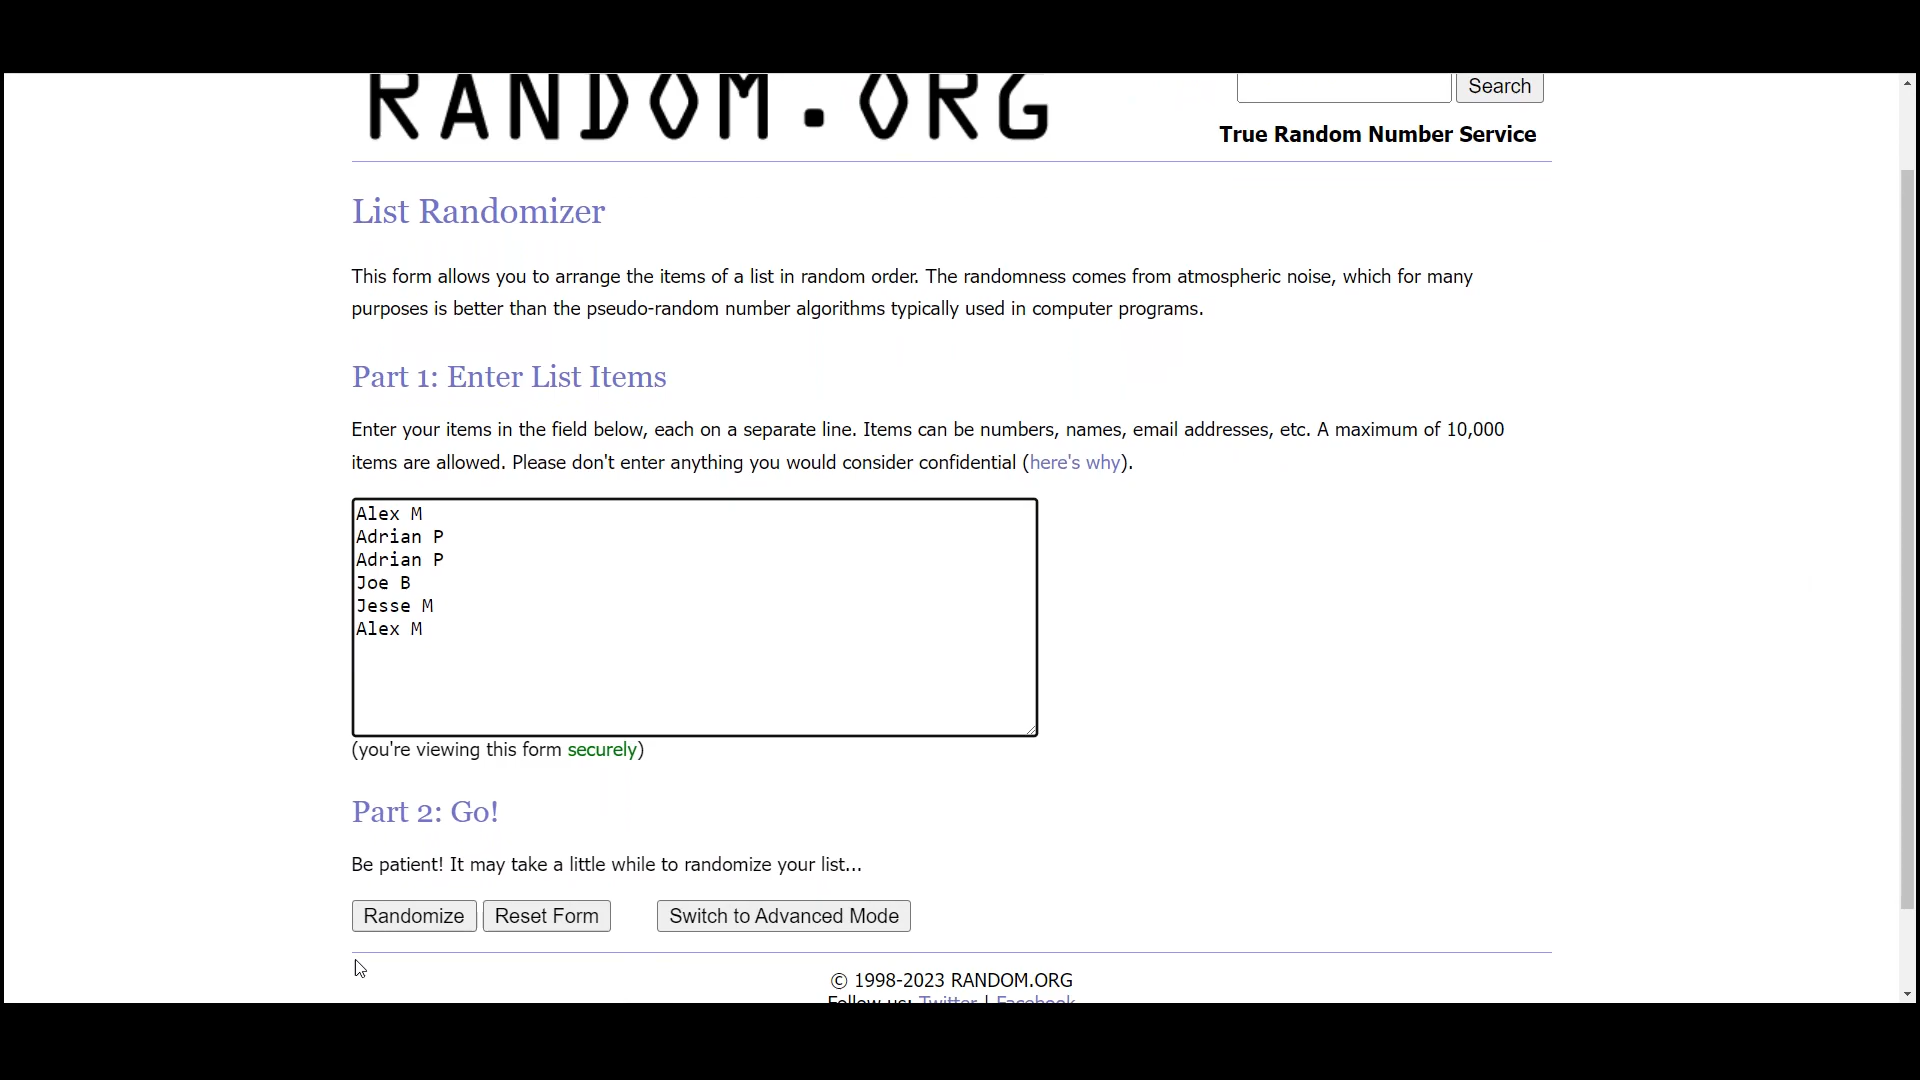 RANDOM.ORG
Search
True Random Number Service
List Randomizer
This form allows you to arrange the items of a list in random order. The randomness comes from atmospheric noise, which for many
purposes is better than the pseudo-random number algorithms typically used in computer programs.
Part 1: Enter List Items
Enter your items in the field below, each on a separate line. Items can be numbers, names, email addresses, etc. A maximum of 10,000
items are allowed. Please don't enter anything you would consider confidential (here's why).
Alex M
Adrian P
Adrian P
Joe B
Jesse M
Alex M
(you're viewing this form securely)
Part 2: Go!
Be patient! It may take a little while to randomize your list...
Randomize Reset Form Switch to Advanced Mode
© 1998-2023 RANDOM.ORG
Follow us: Twitter | Facebook